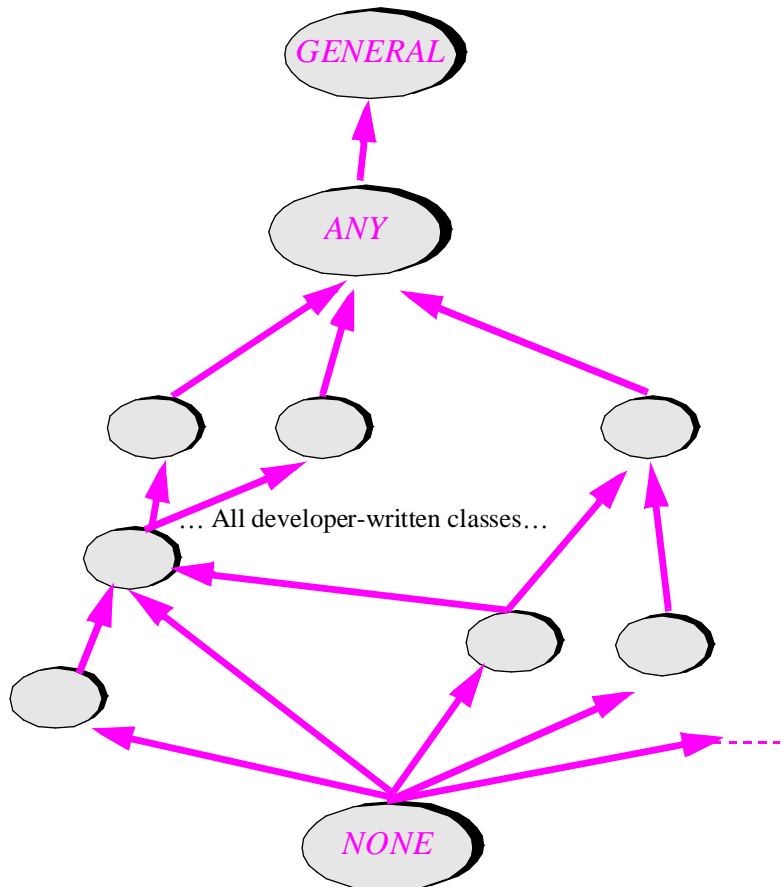 GENERAL
ANY
… All developer-written classes…
NONE